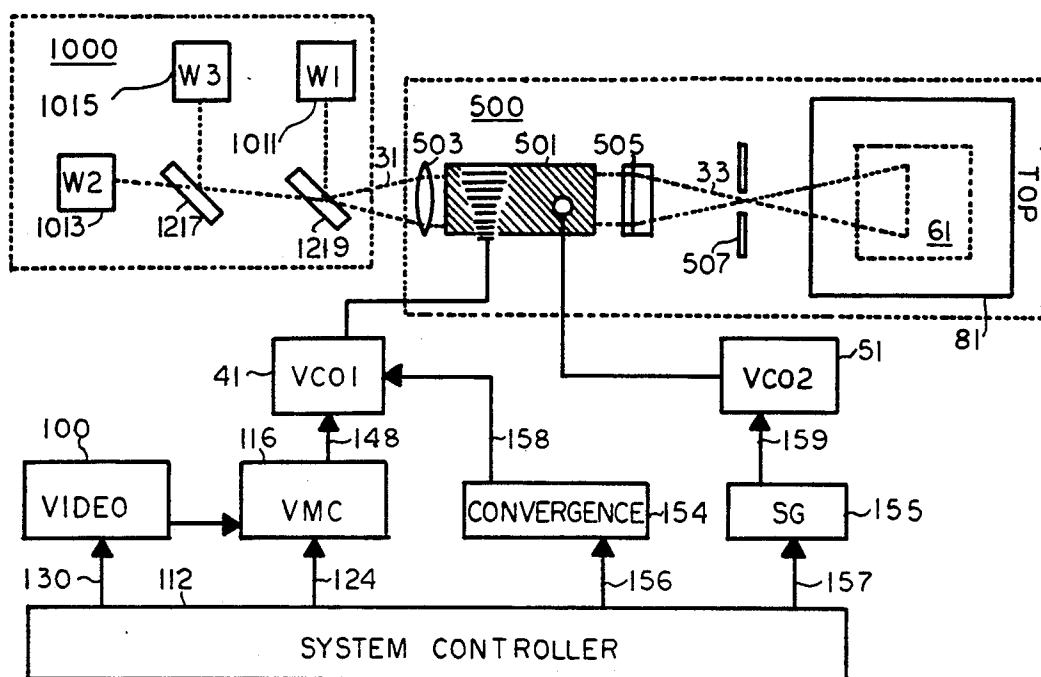 1000
W3
W1
1015
1011
W2
1013
1217
1219
31
503
500
501
505
33
507
61
TOP
81
41
VCO1
51
VCO2
148
158
159
100
116
VIDEO
VMC
CONVERGENCE
154
SG
155
130
112
124
156
157
SYSTEM CONTROLLER